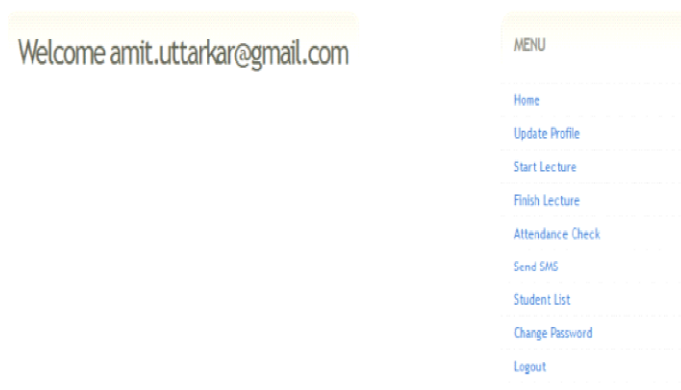 Welcome amit.uttarkar@gmail.com
MENU
Home
Update Profile
Start Lecture
Finish Lecture
Attendance Check
Send SMS
Student List
Change Password
Logout